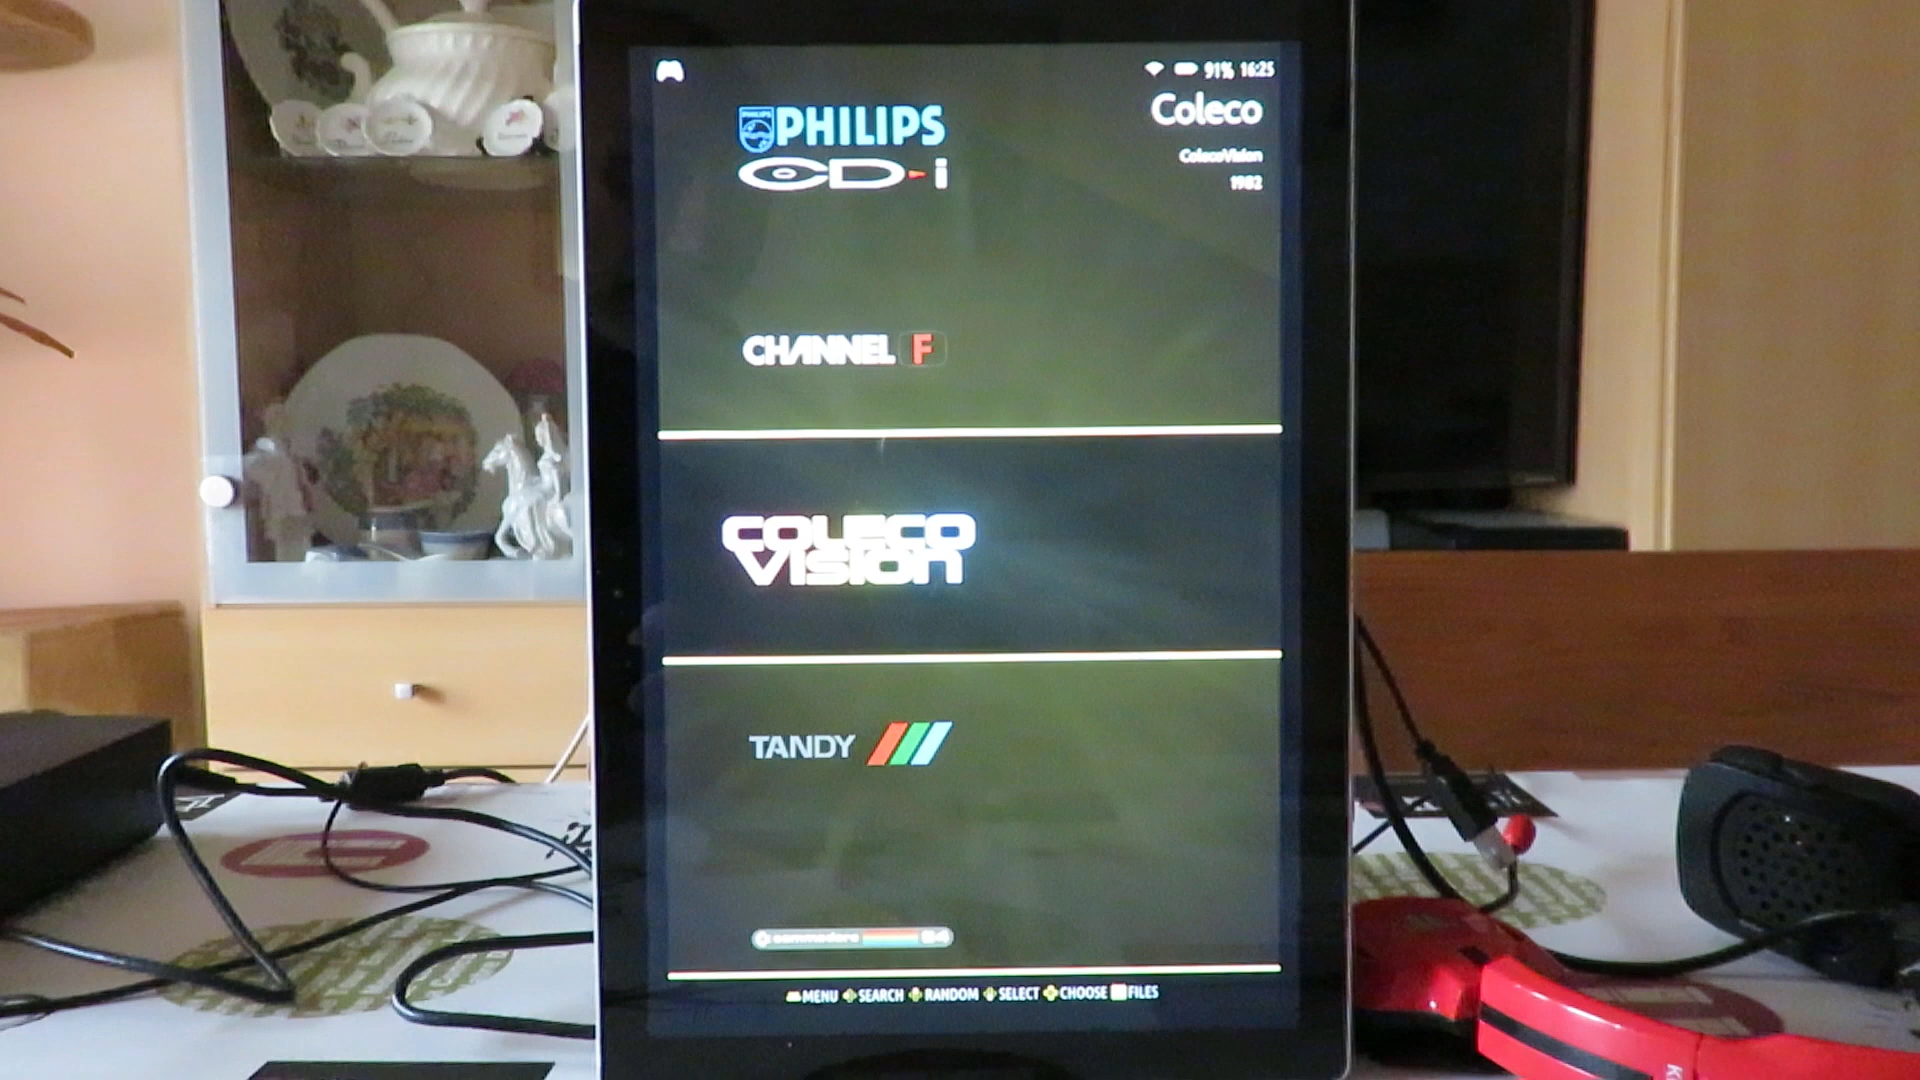 91% 16:25
PHILIPS
CD-i
Coleco
ColecoVision
1982
CHANNEL F
COLECO
VISION
TANDY
commodore 64
MENU SEARCH RANDOM SELECT CHOOSE FILES